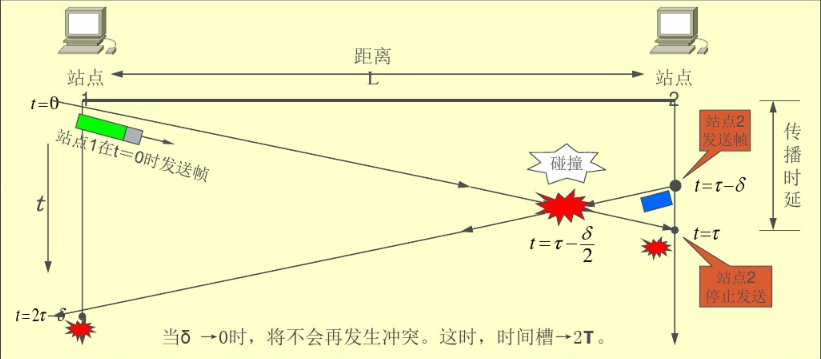 距离
L
站点
1
站点
2
t=0
站点1在t=0时发送帧
站点2
发送帧
传播时延
碰撞
t=τ-δ
t
t=τ-δ/2
t=τ
站点2
停止发送
t=2τ-δ
当δ →0时，将不会再发生冲突。这时，时间槽→2T。